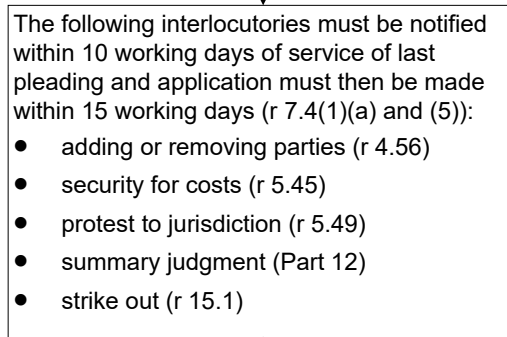 The following interlocutories must be notified
within 10 working days of service of last
pleading and application must then be made
within 15 working days (r 7.4(1)(a) and (5)):
● adding or removing parties (r 4.56)
● security for costs (r 5.45)
● protest to jurisdiction (r 5.49)
● summary judgment (Part 12)
● strike out (r 15.1)